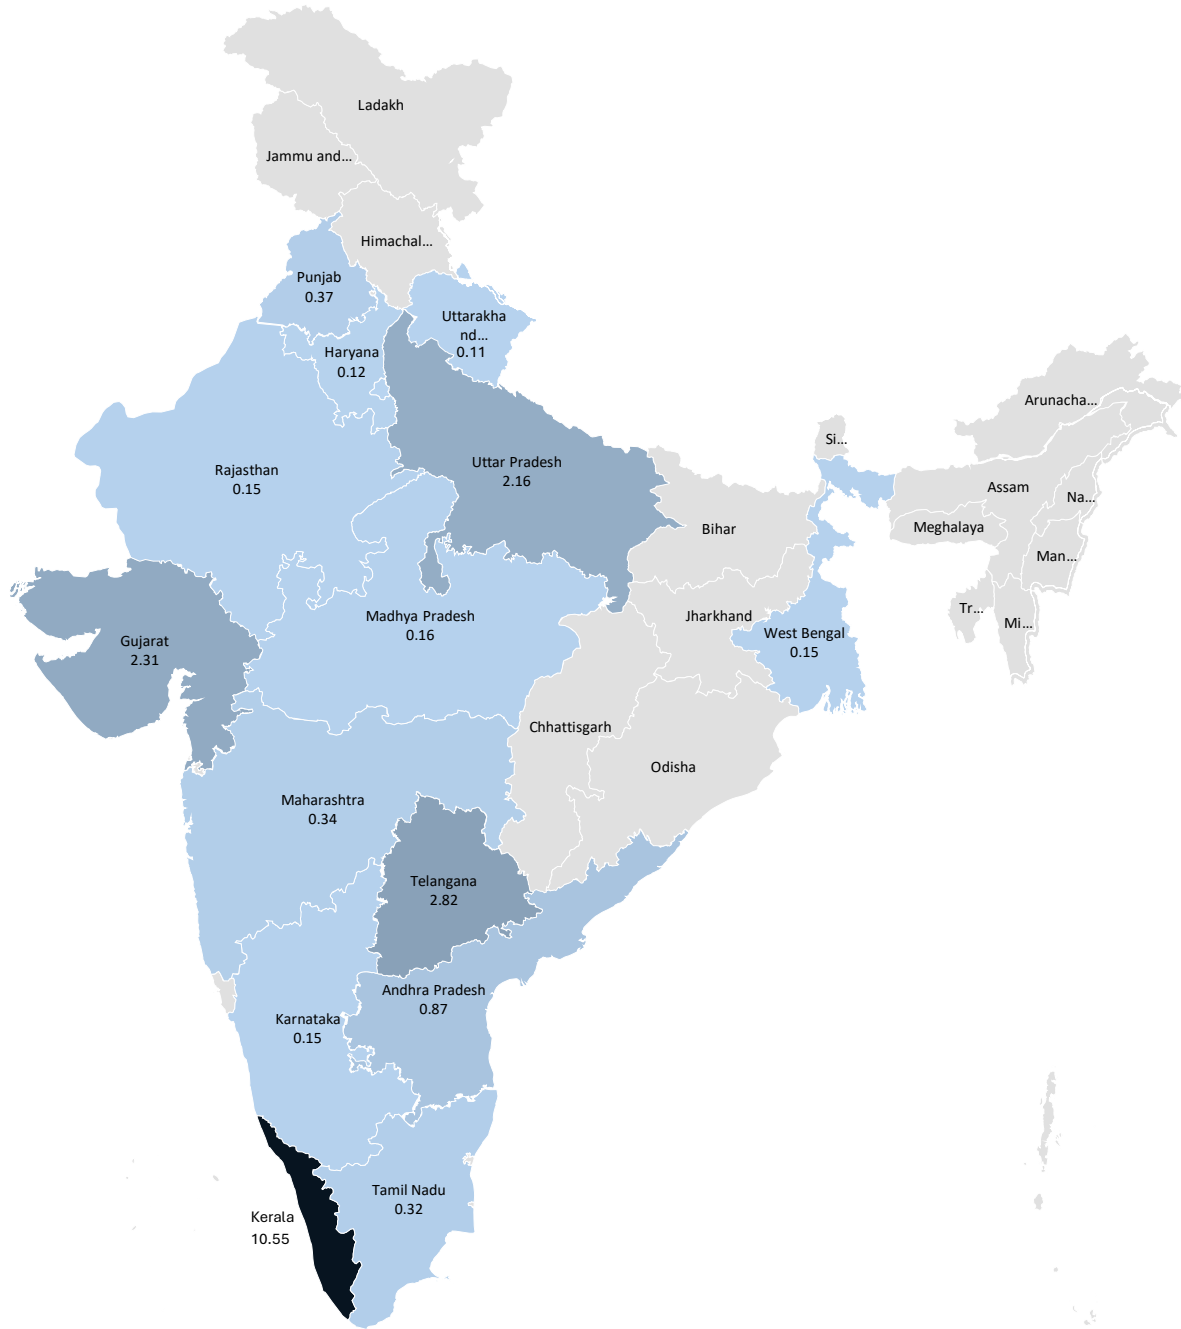 Ladakh
Jammu and...
Himachal...
Punjab
0.37
Uttarakha
nd...
0.11
Haryana
0.12
Arunacha...
Si...
Uttar Pradesh
2.16
Rajasthan
0.15
Assam
Na...
Bihar
Meghalaya
Man...
Tr...
Mi...
Madhya Pradesh
0.16
Jharkhand
West Bengal
0.15
Gujarat
2.31
Chhattisgarh
Odisha
Maharashtra
0.34
Telangana
2.82
Andhra Pradesh
0.87
Karnataka
0.15
Tamil Nadu
0.32
Kerala
10.55